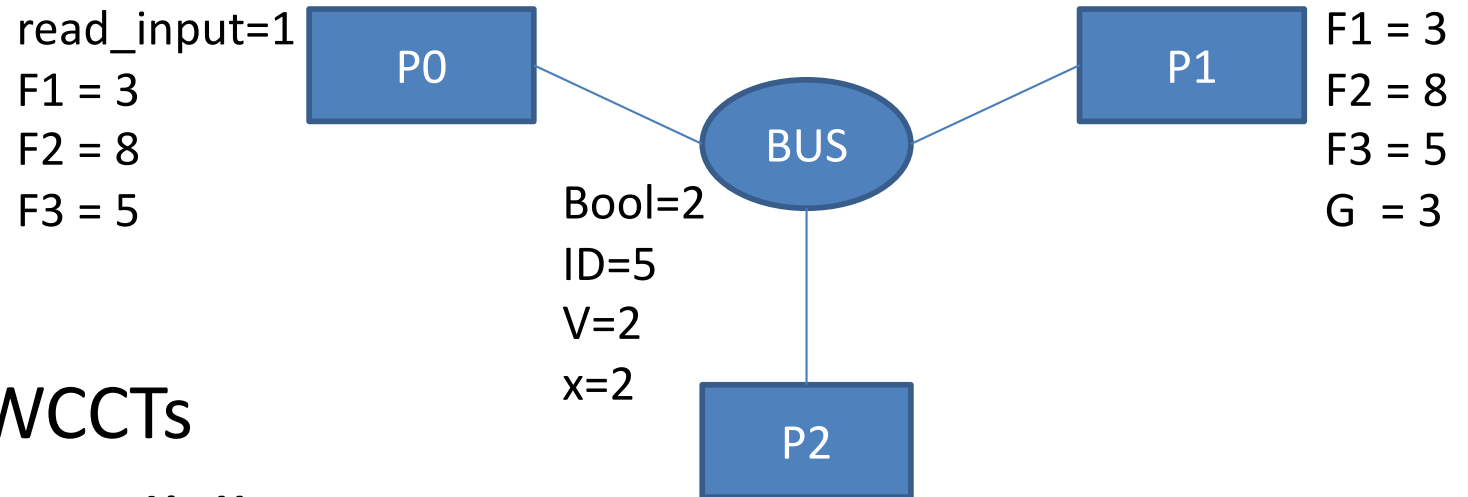 read_input=1
F1 = 3
F2 = 8
F3 = 5
P0
BUS
P1
F1 = 3
F2 = 8
F3 = 5
G = 3
Bool=2
ID=5
V=2
x=2
P2
WCCTs